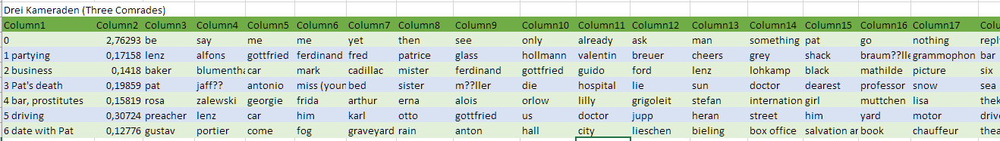 Drei Kameraden (Three Comrades)
Column1 Column2 Column3 Column4 Column5 Column6 Column7 Column8 Column9 Column10 Column11 Column12 Column13 Column14 Column15 Column16 Column17 Colu
0 2,76293 be say me me yet then see only already ask man something pat go nothing repl
1 partying 0,17158 lenz alfons gottfried ferdinand fred patrice glass hollmann valentin breuer cheers grey shack braum??lle grammophon bar
2 business 0,1418 baker blumentha car mark cadillac mister ferdinand gottfried guido ford lenz lohkamp black mathilde picture six
3 Pat's death 0,19859 pat jaff?? antonio miss (youn bed sister m??ller die hospital lie sun doctor dearest professor snow sea
4 bar, prostitutes 0,15819 rosa zalewski georgie frida arthur erna alois orlow lilly grigoleit stefan internation girl muttchen lisa thek
5 driving 0,30724 preacher lenz car him karl otto gottfried us doctor jupp heran street him yard motor drive
6 date with Pat 0,12776 gustav portier come fog graveyard rain anton hall city lieschen bieling box office salvation ar book chauffeur thea